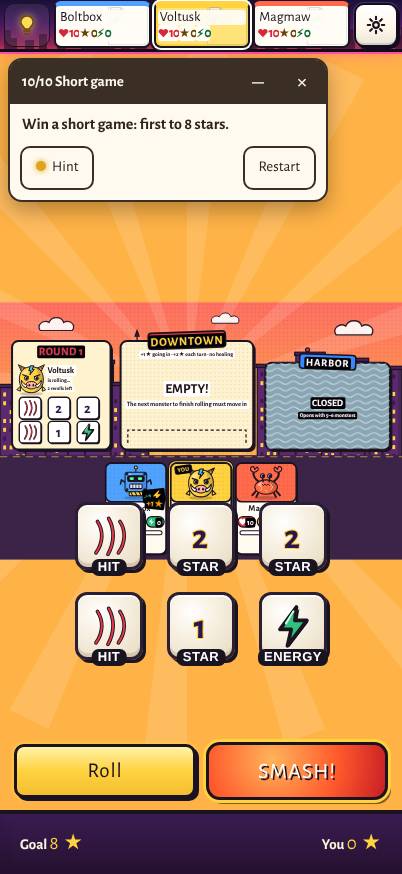 Boltbox
10 0 0
Voltusk
10 0 0
Magmaw
10 0 0
10/10 Short game
Win a short game: first to 8 stars.
Hint
Restart
ROUND 1
Voltusk
is rolling...
2 rerolls left
2 2
1
DOWNTOWN
+1★ going in · +2★ each turn · no healing
EMPTY!
The next monster to finish rolling must move in
HARBOR
CLOSED
Opens with 5–6 monsters
YOU
HIT
2
STAR
2
STAR
HIT
1
STAR
ENERGY
Roll
SMASH!
Goal 8 ★
You 0 ★